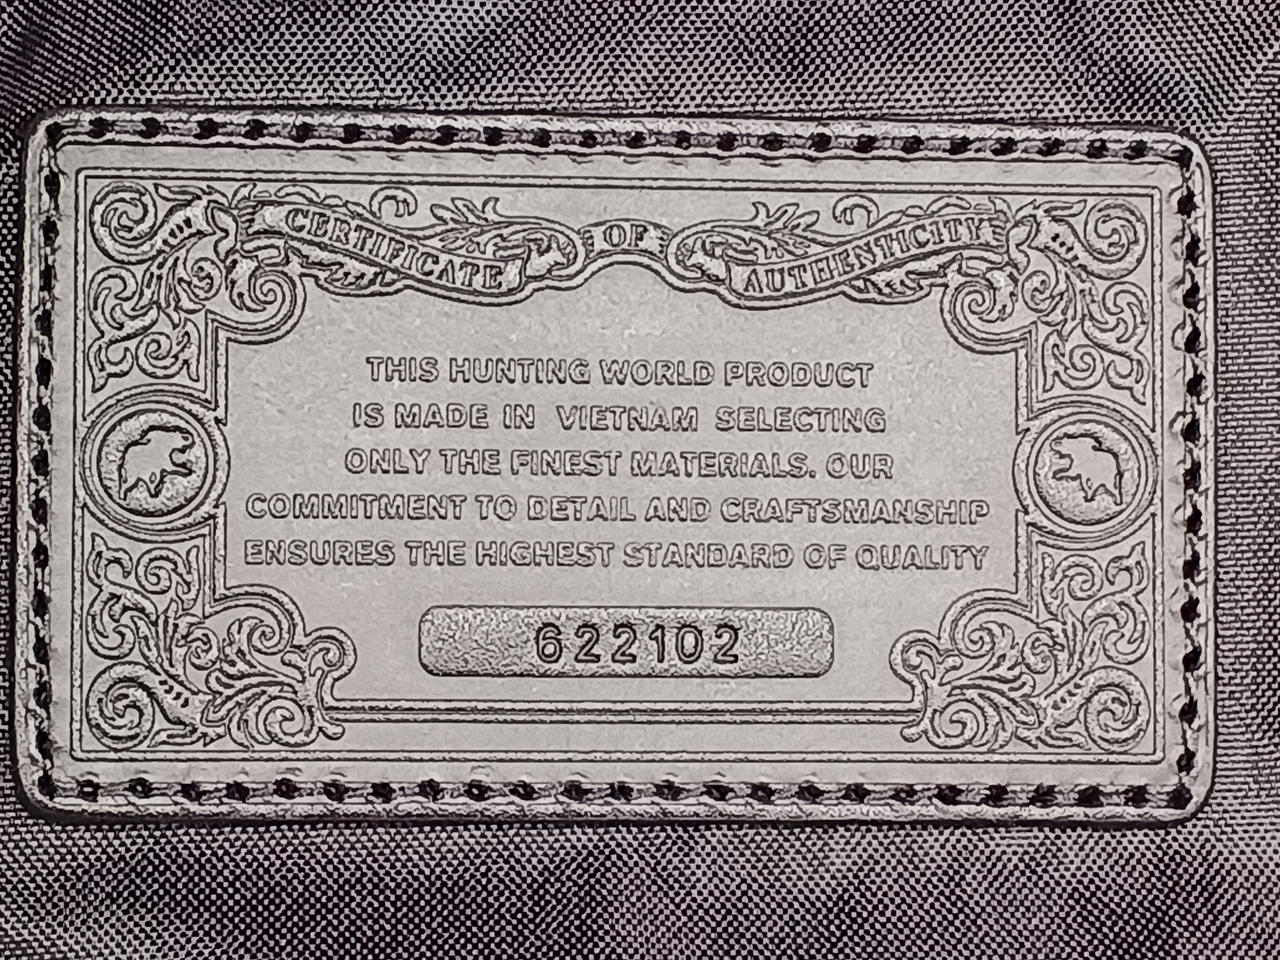 CERTIFICATE OF AUTHENTICITY
THIS HUNTING WORLD PRODUCT
IS MADE IN VIETNAM SELECTING
ONLY THE FINEST MATERIALS. OUR
COMMITMENT TO DETAIL AND CRAFTSMANSHIP
ENSURES THE HIGHEST STANDARD OF QUALITY
622102